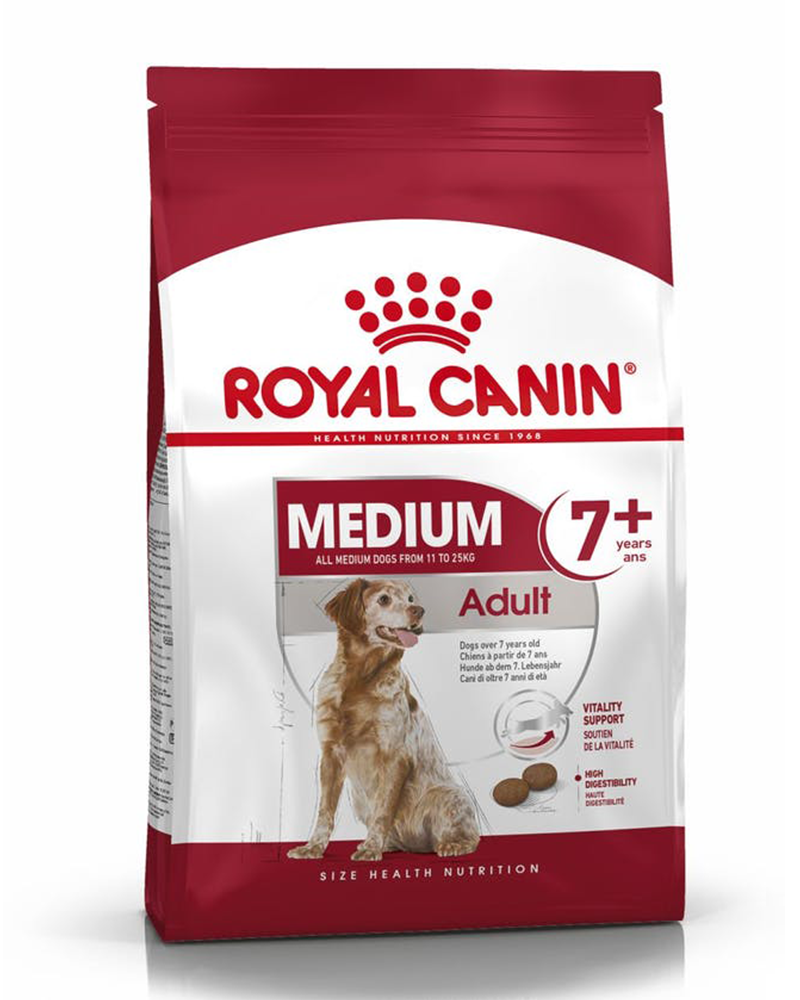 ROYAL CANIN®
HEALTH NUTRITION SINCE 1968
MEDIUM
ALL MEDIUM DOGS FROM 11 TO 25KG
7+
years
ans
Adult
Dogs over 7 years old
Chiens à partir de 7 ans
Hunde ab dem 7. Lebensjahr
Cani di oltre 7 anni di età
VITALITY
SUPPORT
SOUTIEN
DE LA VITALITÉ
HIGH
DIGESTIBILITY
HAUTE
DIGESTIBILITÉ
SIZE HEALTH NUTRITION